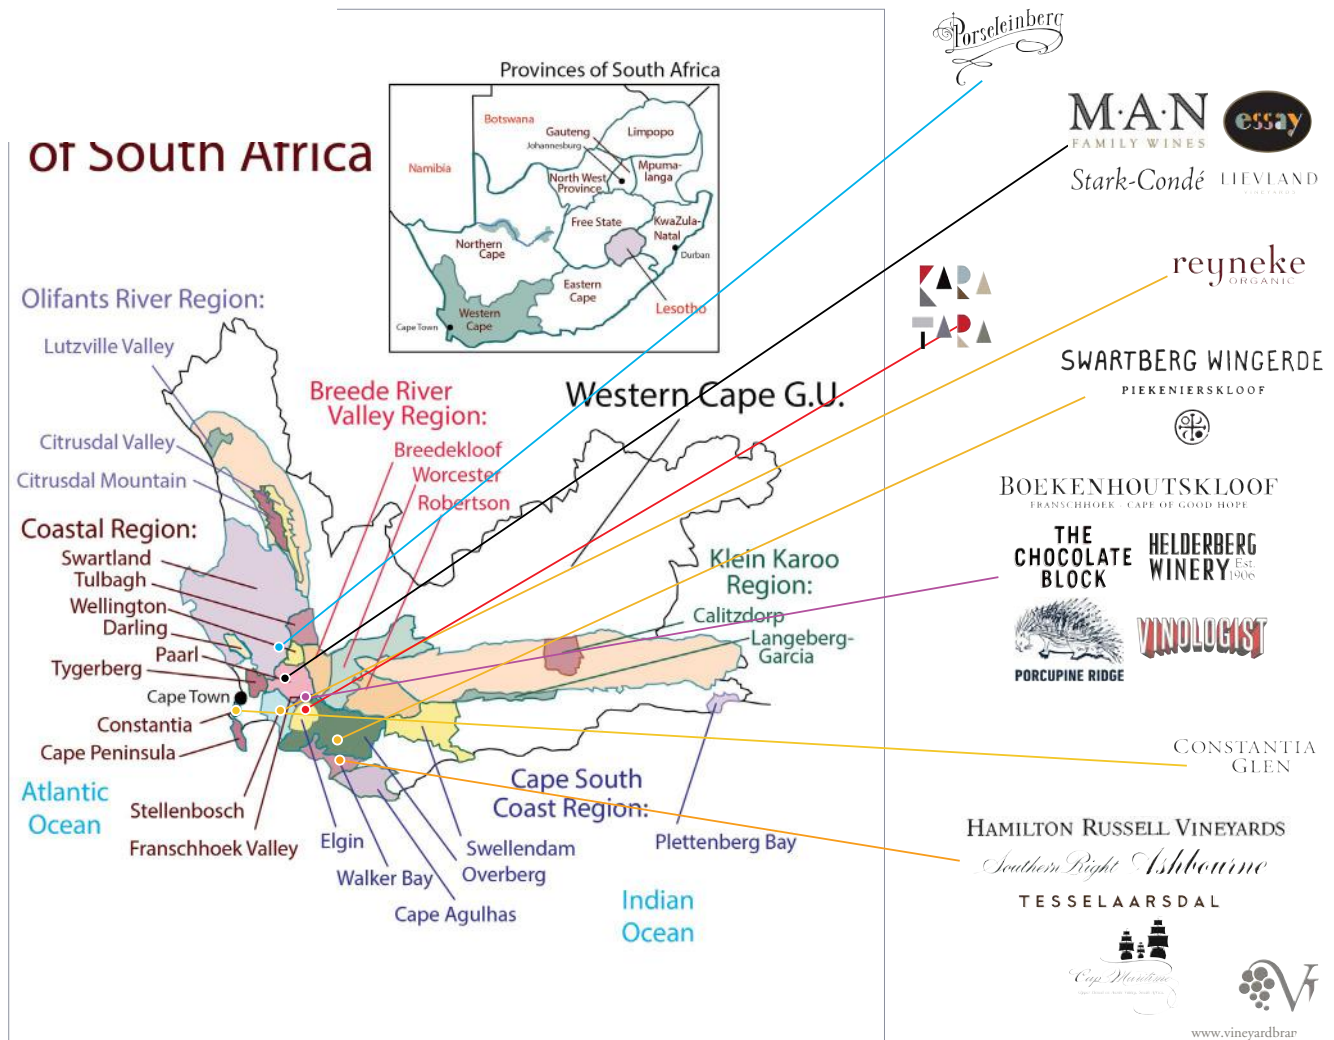 of South Africa
Provinces of South Africa
Botswana
Namibia
Gauteng
Johannesburg
Limpopo
North West
Province
Mpuma-
langa
Free State
KwaZula-
Natal
Durban
Northern
Cape
Eastern
Cape
Lesotho
Western
Cape
Cape Town
Olifants River Region:
Lutzville Valley
Citrusdal Valley
Citrusdal Mountain
Breede River
Valley Region:
Breedekloof
Worcester
Robertson
Western Cape G.U.
Coastal Region:
Swartland
Tulbagh
Wellington
Darling
Paarl
Tygerberg
Cape Town
Constantia
Cape Peninsula
Stellenbosch
Franschhoek Valley
Klein Karoo
Region:
Calitzdorp
Langeberg-
Garcia
Atlantic
Ocean
Cape South
Coast Region:
Elgin
Walker Bay
Cape Agulhas
Swellendam
Overberg
Plettenberg Bay
Indian
Ocean
Porseleinberg
M·A·N
FAMILY WINES
essay
Stark-Condé
LIEVLAND
VINEYARDS
reyneke
ORGANIC
KARA
TARA
SWARTBERG WINGERDE
PIEKENIERSKLOOF
BOEKENHOUTSKLOOF
FRANSCHHOEK · CAPE OF GOOD HOPE
THE
CHOCOLATE
BLOCK
HELDERBERG
WINERY Est.
1906
PORCUPINE RIDGE
VINOLOGIST
CONSTANTIA
GLEN
HAMILTON RUSSELL VINEYARDS
Southern Right
Ashbourne
TESSELAARSDAL
Cap Maritime
www.vineyardbrar